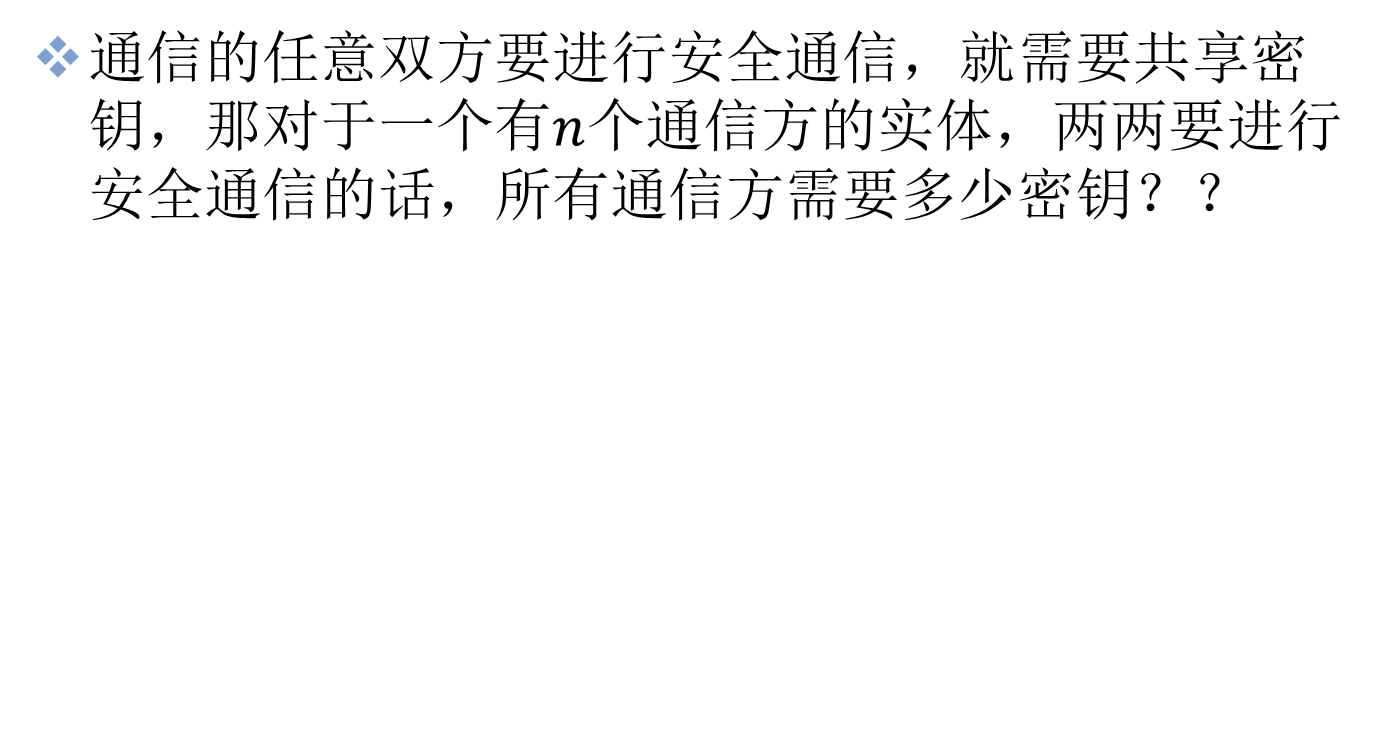 通信的任意双方要进行安全通信，就需要共享密
钥，那对于一个有n个通信方的实体，两两要进行
安全通信的话，所有通信方需要多少密钥？？